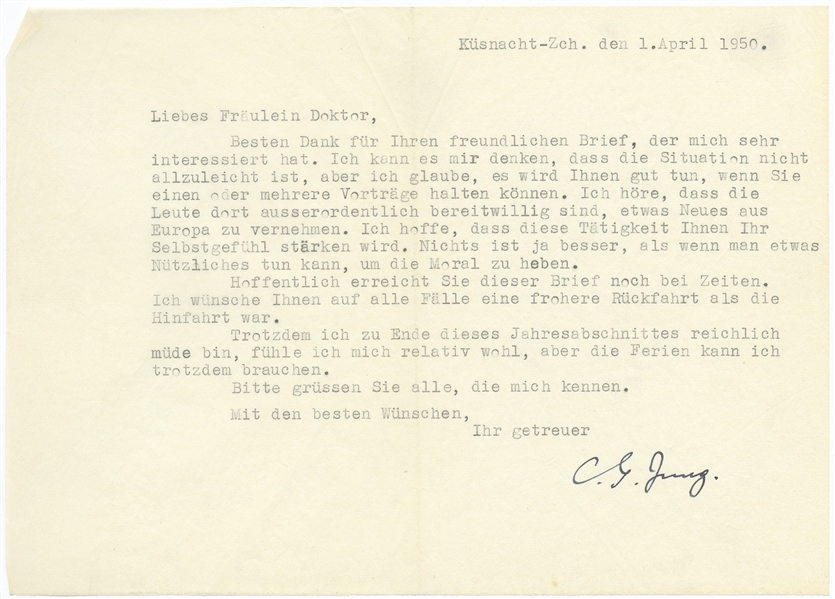 Küsnacht-Zch. den 1.April 1950.
Liebes Fräulein Doktor,
Besten Dank für Ihren freundlichen Brief, der mich sehr
interessiert hat. Ich kann es mir denken, dass die Situation nicht
allzuleicht ist, aber ich glaube, es wird Ihnen gut tun, wenn Sie
einen oder mehrere Vorträge halten können. Ich höre, dass die
Leute dort ausserordentlich bereitwillig sind, etwas Neues aus
Europa zu vernehmen. Ich hoffe, dass diese Tätigkeit Ihnen Ihr
Selbstgefühl stärken wird. Nichts ist ja besser, als wenn man etwas
Nützliches tun kann, um die Moral zu heben.
Hoffentlich erreicht Sie dieser Brief noch bei Zeiten.
Ich wünsche Ihnen auf alle Fälle eine frohere Rückfahrt als die
Hinfahrt war.
Trotzdem ich zu Ende dieses Jahresabschnittes reichlich
müde bin, fühle ich mich relativ wohl, aber die Ferien kann ich
trotzdem brauchen.
Bitte grüssen Sie alle, die mich kennen.
Mit den besten Wünschen,
Ihr getreuer
C. G. Jung.